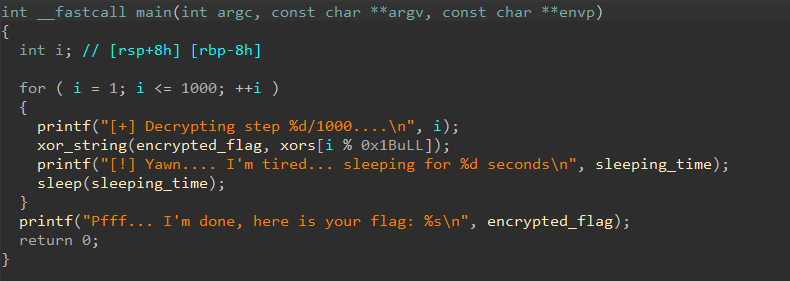 int __fastcall main(int argc, const char **argv, const char **envp)
{
  int i; // [rsp+8h] [rbp-8h]

  for ( i = 1; i <= 1000; ++i )
  {
    printf("[+] Decrypting step %d/1000....\n", i);
    xor_string(encrypted_flag, xors[i % 0x1BuLL]);
    printf("[!] Yawn.... I'm tired... sleeping for %d seconds\n", sleeping_time);
    sleep(sleeping_time);
  }
  printf("Pfff... I'm done, here is your flag: %s\n", encrypted_flag);
  return 0;
}